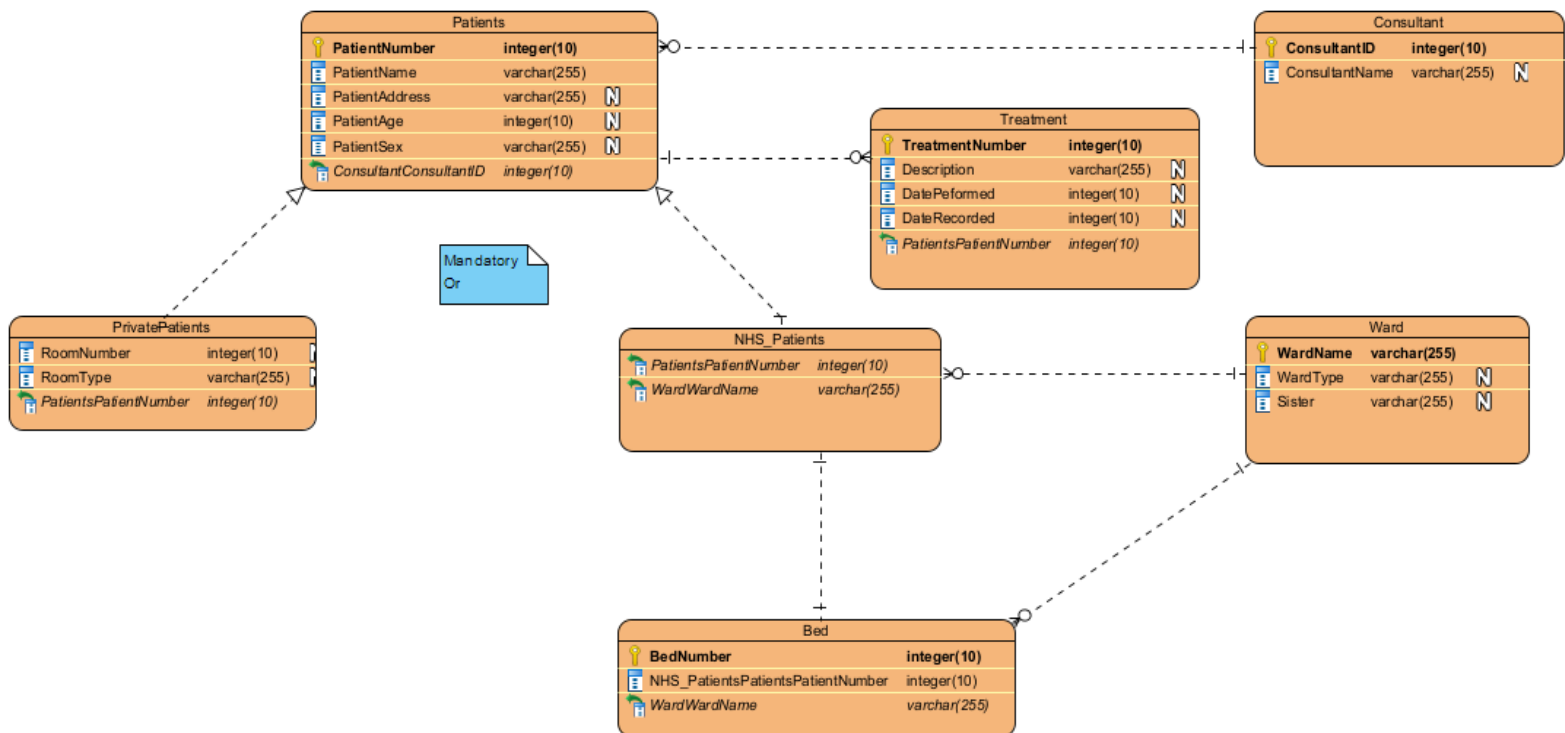 Patients
PatientNumber integer(10)
PatientName varchar(255)
PatientAddress varchar(255) N
PatientAge integer(10) N
PatientSex varchar(255) N
ConsultantConsultantID integer(10)
Consultant
ConsultantID integer(10)
ConsultantName varchar(255) N
Treatment
TreatmentNumber integer(10)
Description varchar(255) N
DatePeformed integer(10) N
DateRecorded integer(10) N
PatientsPatientNumber integer(10)
Mandatory
Or
PrivatePatients
RoomNumber integer(10)
RoomType varchar(255)
PatientsPatientNumber integer(10)
NHS_Patients
PatientsPatientNumber integer(10)
WardWardName varchar(255)
Ward
WardName varchar(255)
WardType varchar(255) N
Sister varchar(255) N
Bed
BedNumber integer(10)
NHS_PatientsPatientsPatientNumber integer(10)
WardWardName varchar(255)